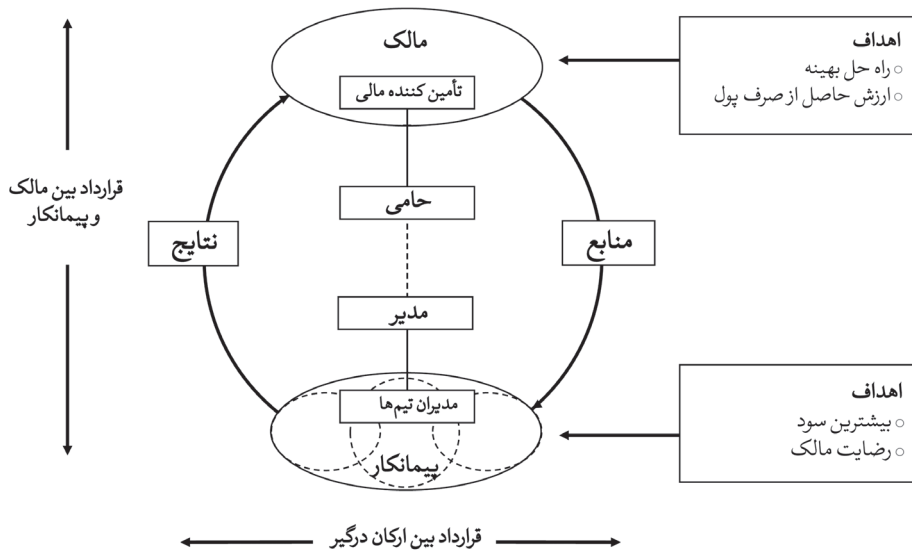 مالک
تأمین کننده مالی
اهداف
○ راه حل بهینه
○ ارزش حاصل از صرف پول
حامی
قرارداد بین مالک
و پیمانکار
نتایج
منابع
مدیر
مدیران تیم‌ها
پیمانکار
اهداف
○ بیشترین سود
○ رضایت مالک
قرارداد بین ارکان درگیر